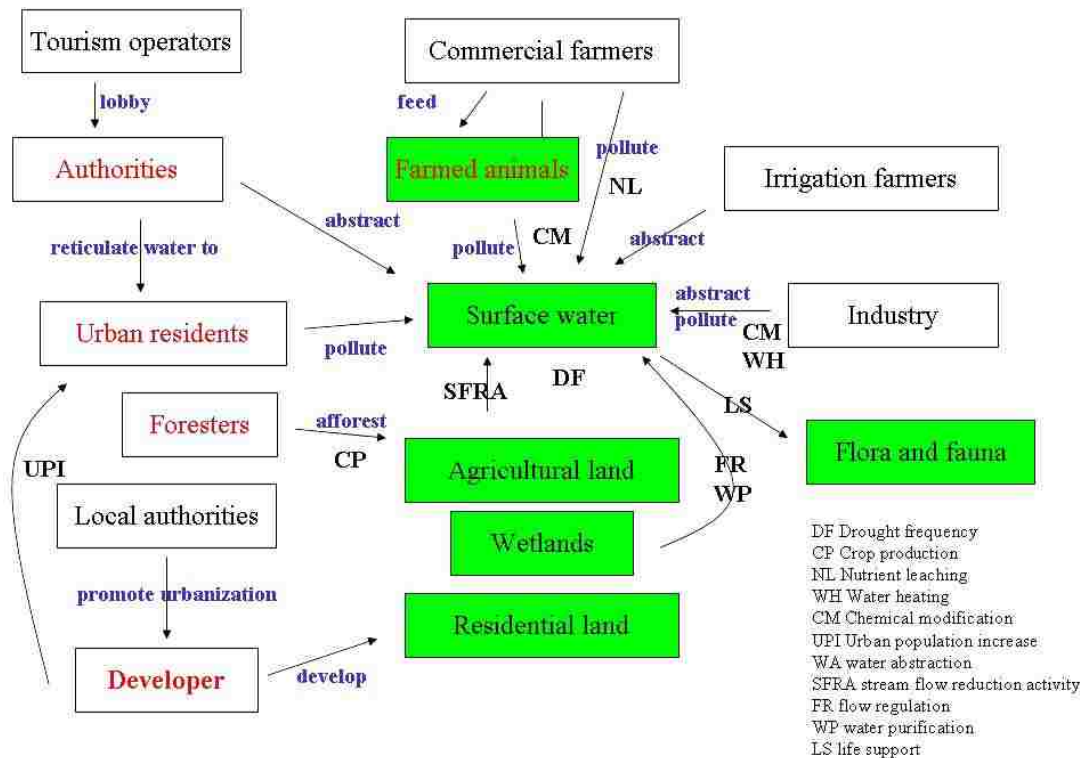 Tourism operators
Commercial farmers
lobby
feed
Authorities
Farmed animals
pollute
NL
Irrigation farmers
abstract
reticulate water to
pollute
CM
abstract
Urban residents
Surface water
abstract
pollute
Industry
CM
WH
pollute
SFRA
DF
LS
Foresters
afforest
CP
Agricultural land
FR
WP
Flora and fauna
UPI
Local authorities
Wetlands
promote urbanization
Residential land
Developer
develop
DF Drought frequency
CP Crop production
NL Nutrient leaching
WH Water heating
CM Chemical modification
UPI Urban population increase
WA water abstraction
SFRA stream flow reduction activity
FR flow regulation
WP water purification
LS life support